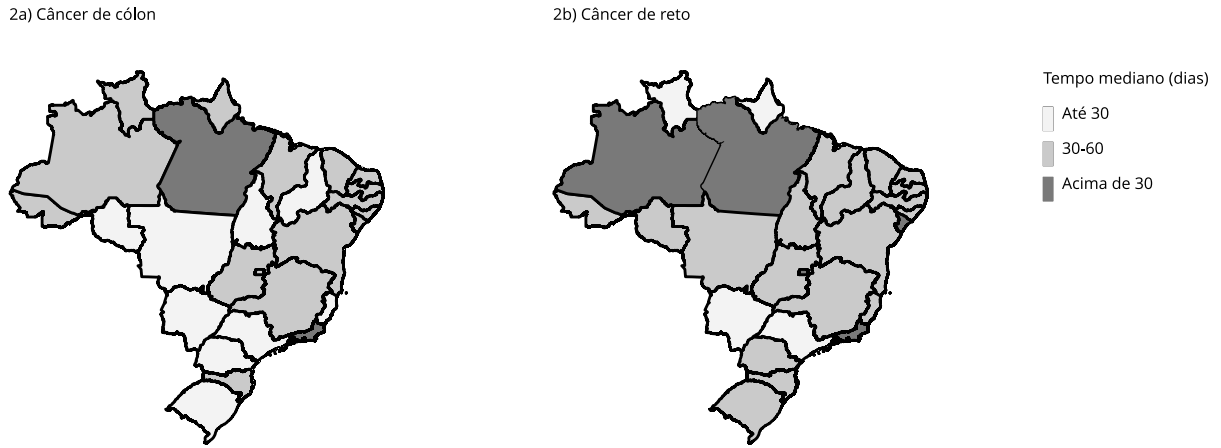 2a) Câncer de cólon
2b) Câncer de reto
Tempo mediano (dias)
Até 30
30-60
Acima de 30